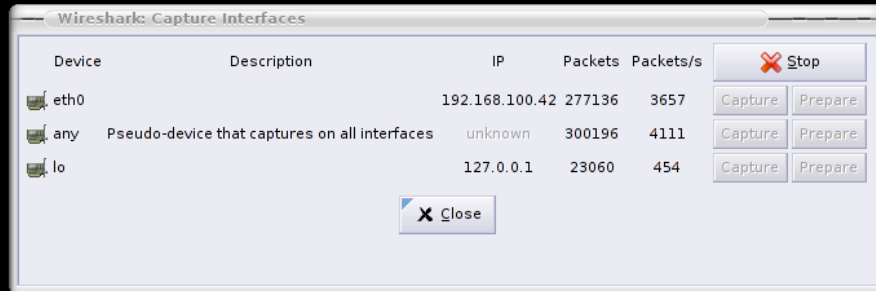 Wireshark: Capture Interfaces
Device Description IP Packets Packets/s Stop
eth0 192.168.100.42 277136 3657 Capture Prepare
any Pseudo-device that captures on all interfaces unknown 300196 4111 Capture Prepare
lo 127.0.0.1 23060 454 Capture Prepare
Close